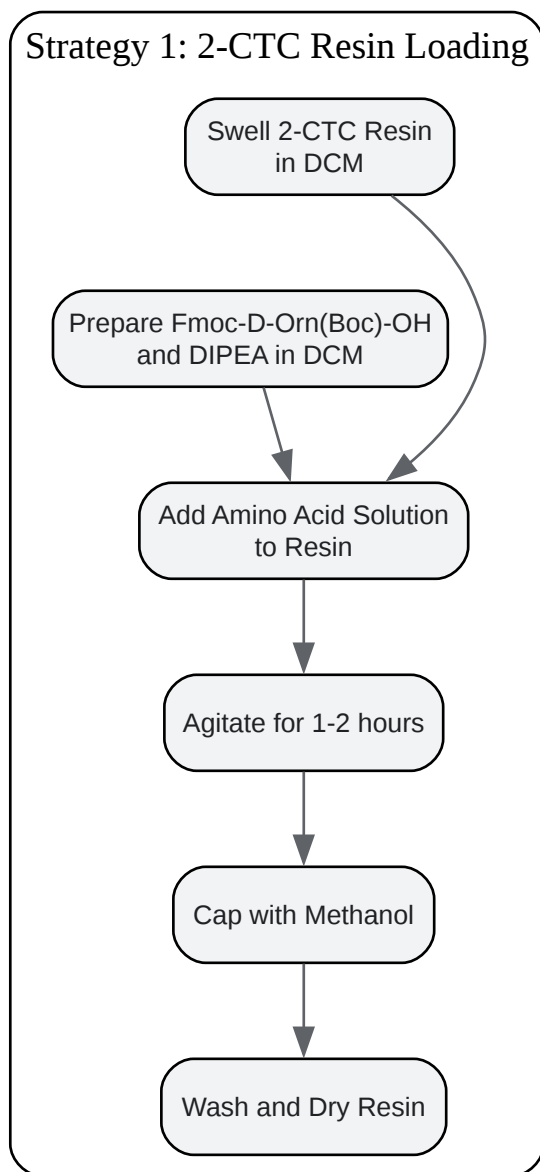 Strategy 1: 2-CTC Resin Loading
Swell 2-CTC Resin
in DCM
Prepare Fmoc-D-Orn(Boc)-OH
and DIPEA in DCM
Add Amino Acid Solution
to Resin
Agitate for 1-2 hours
Cap with Methanol
Wash and Dry Resin